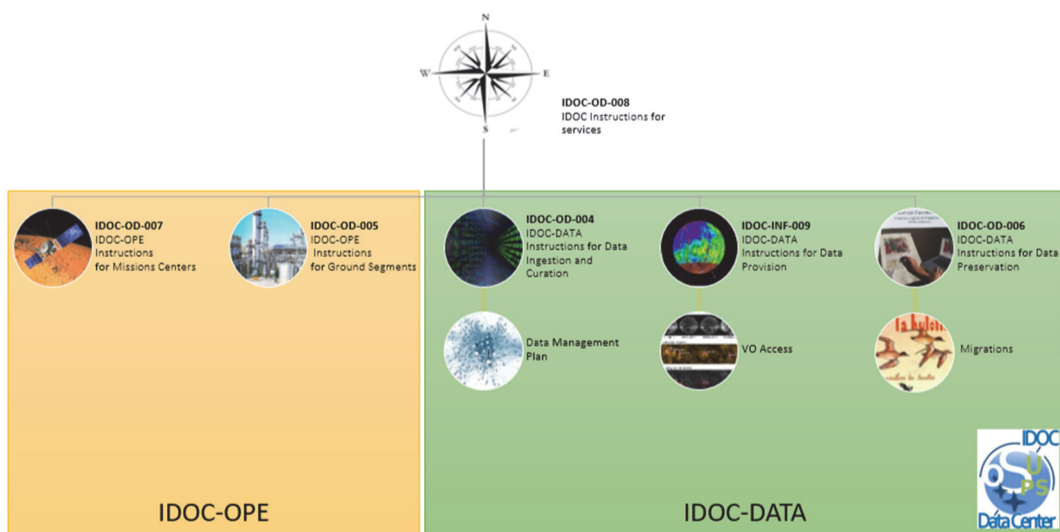 N
W
E
S
IDOC-OD-008
IDOC Instructions for
services
IDOC-OD-007
IDOC-OPE
Instructions
for Missions Centers
IDOC-OD-005
IDOC-OPE
Instructions
for Ground Segments
IDOC-OD-004
IDOC-DATA
Instructions for Data
Ingestion and
Curation
IDOC-INF-009
IDOC-DATA
Instructions for Data
Provision
IDOC-OD-006
IDOC-DATA
Instructions for Data
Preservation
Data Management
Plan
VO Access
la hulotte
Migrations
IDOC-OPE
IDOC-DATA
IDOC
OSUPS
Data Center